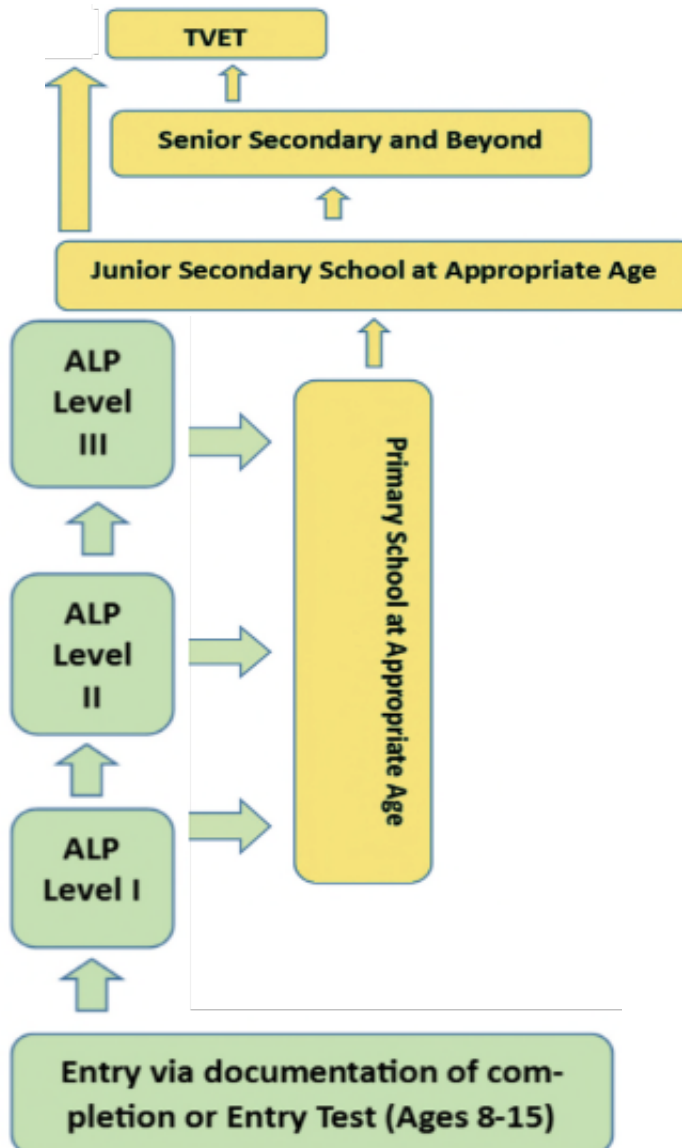 TVET
Senior Secondary and Beyond
Junior Secondary School at Appropriate Age
ALP
Level
III
Primary School at Appropriate Age
ALP
Level
II
ALP
Level I
Entry via documentation of com-
pletion or Entry Test (Ages 8-15)